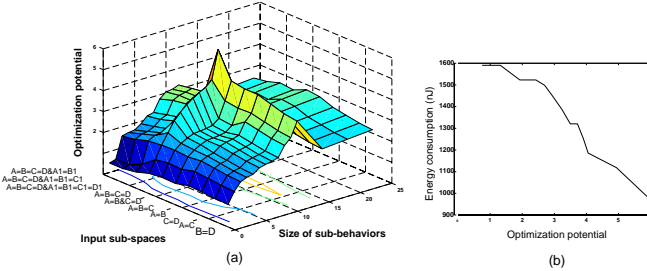 6
5
4
3
2
Optimization potential
A=B=C=D&A1=B1
A=B=C=D&A1=B1=C1
A=B=C=D&A1=B1=C1=D1
A=B=C=D
A=B&C=D
A=B=C
A=B
C=D
A=C
B=D
0
5
10
15
20
25
Input sub-spaces
Size of sub-behaviors
(a)
1600
1500
1400
1300
1200
1100
1000
900
Energy consumption (nJ)
1
2
3
4
5
Optimization potential
(b)